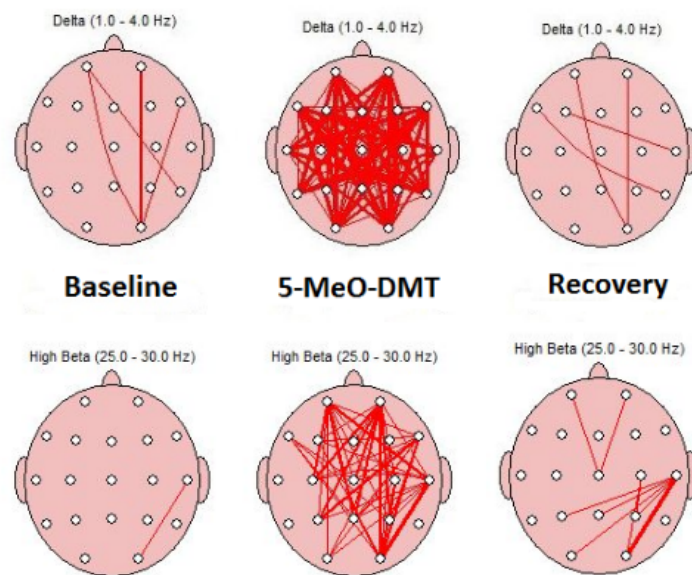 Delta (1.0 - 4.0 Hz)
Delta (1.0 - 4.0 Hz)
Delta (1.0 - 4.0 Hz)
Baseline
5-MeO-DMT
Recovery
High Beta (25.0 - 30.0 Hz)
High Beta (25.0 - 30.0 Hz)
High Beta (25.0 - 30.0 Hz)